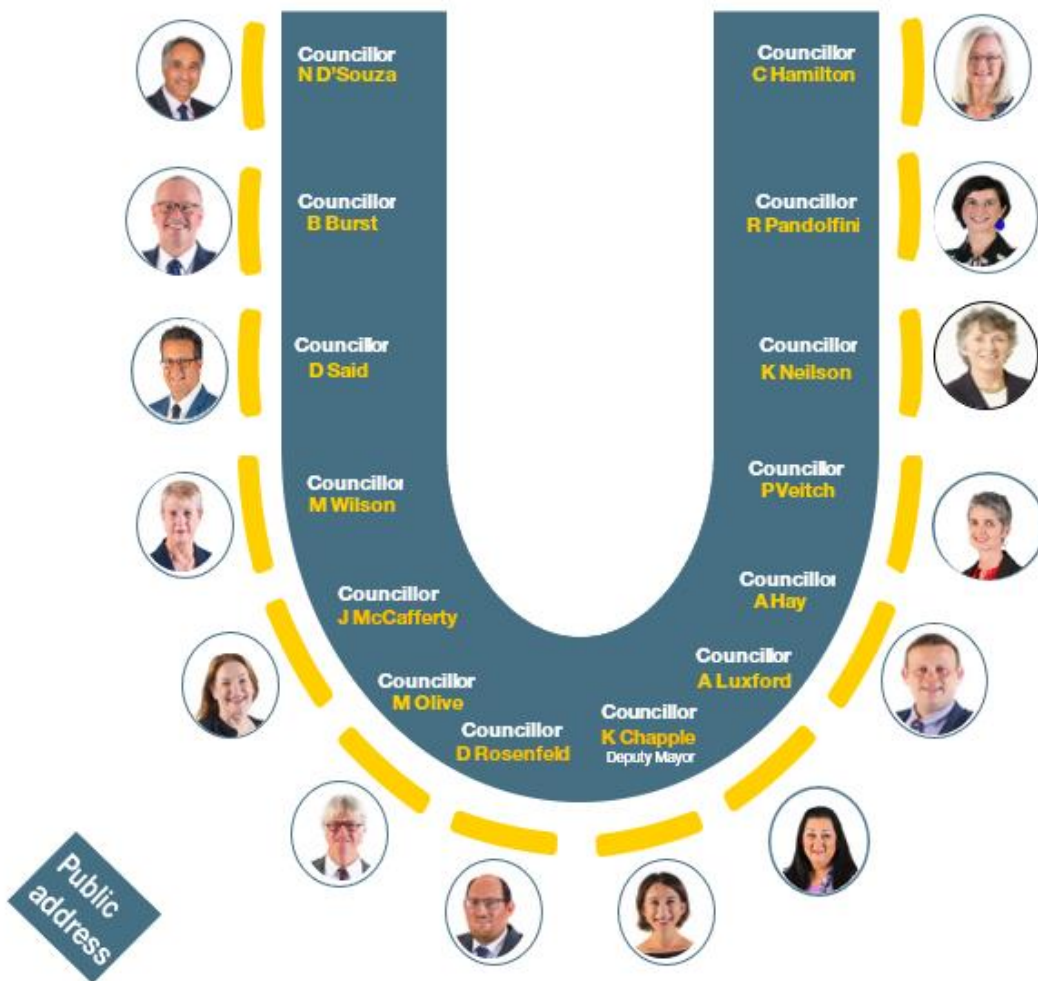 Councillor
N D'Souza
Councillor
C Hamilton
Councillor
B Burst
Councillor
R Pandolfini
Councillor
D Said
Councillor
K Neilson
Councillor
M Wilson
Councillor
P Veitch
Councillor
J McCafferty
Councillor
A Hay
Councillor
M Olive
Councillor
A Luxford
Councillor
D Rosenfeld
Councillor
K Chapple
Deputy Mayor
Public
address